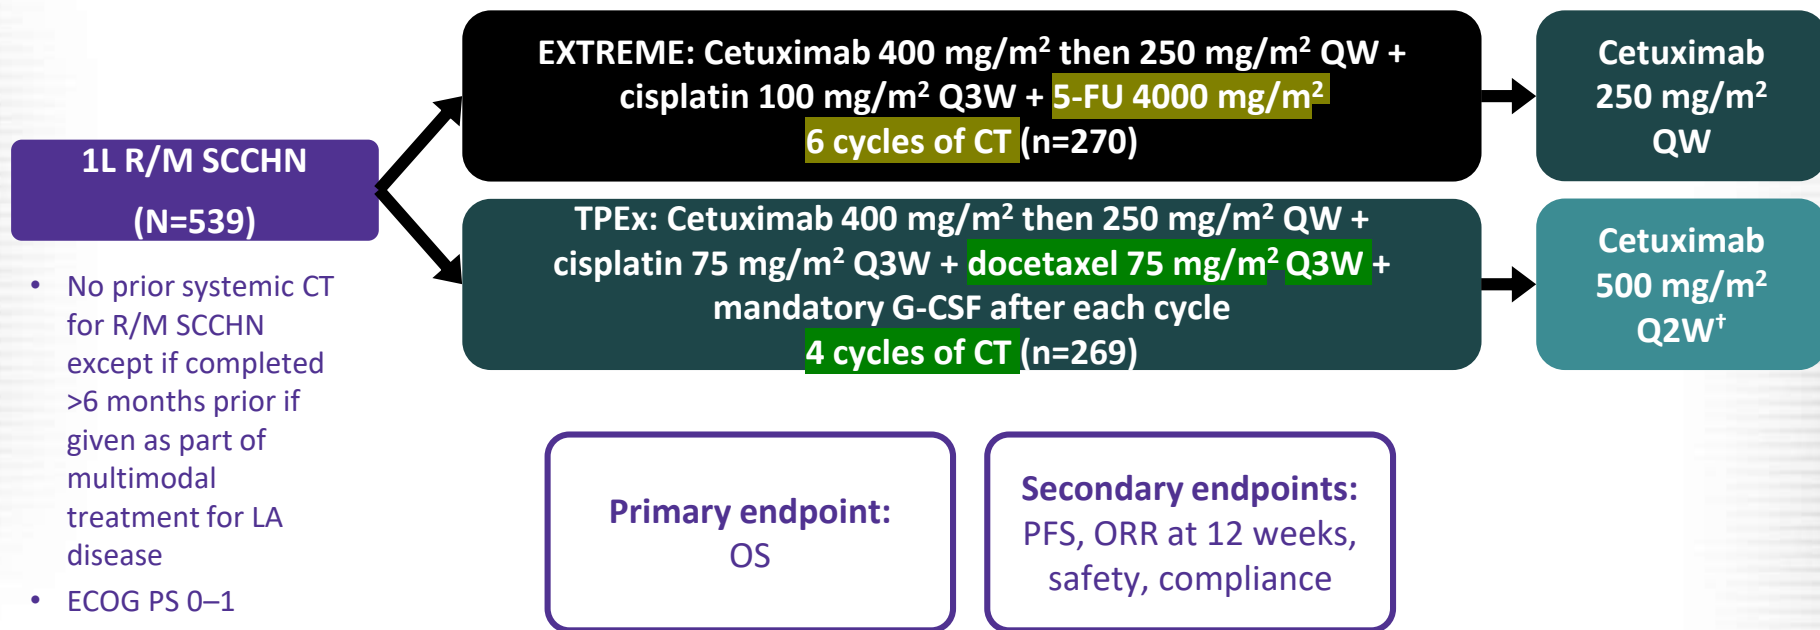 1L R/M SCCHN
(N=539)
• No prior systemic CT
for R/M SCCHN
except if completed
>6 months prior if
given as part of
multimodal
treatment for LA
disease
• ECOG PS 0–1
EXTREME: Cetuximab 400 mg/m² then 250 mg/m² QW +
cisplatin 100 mg/m² Q3W + 5-FU 4000 mg/m²
6 cycles of CT (n=270)
Cetuximab
250 mg/m²
QW
TPEx: Cetuximab 400 mg/m² then 250 mg/m² QW +
cisplatin 75 mg/m² Q3W + docetaxel 75 mg/m² Q3W +
mandatory G-CSF after each cycle
4 cycles of CT (n=269)
Cetuximab
500 mg/m²
Q2W†
Primary endpoint:
OS
Secondary endpoints:
PFS, ORR at 12 weeks,
safety, compliance